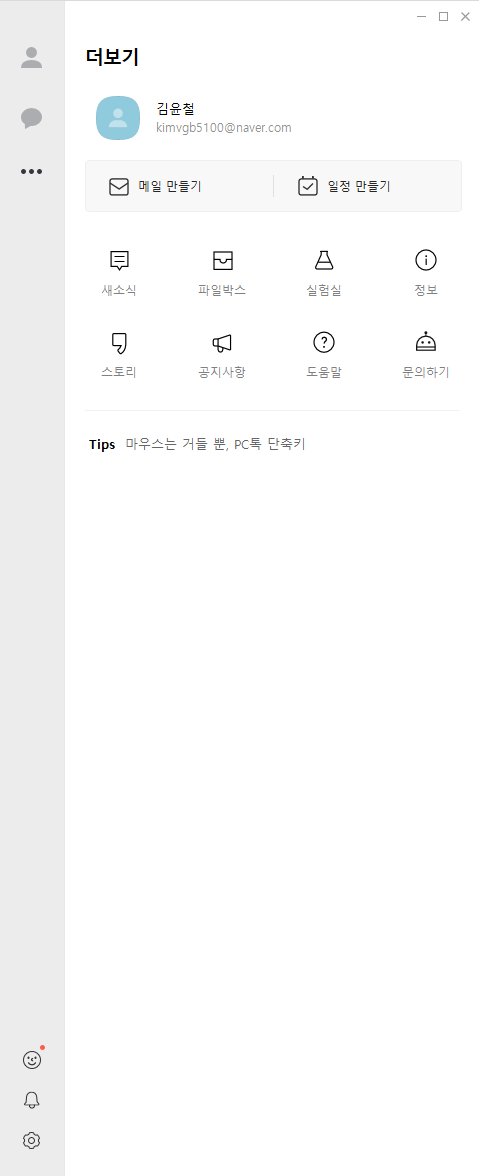 더보기
김윤철
kimvgb5100@naver.com
메일 만들기 일정 만들기
새소식 파일박스 실험실 정보
스토리 공지사항 도움말 문의하기
Tips 마우스는 거들 뿐, PC톡 단축키